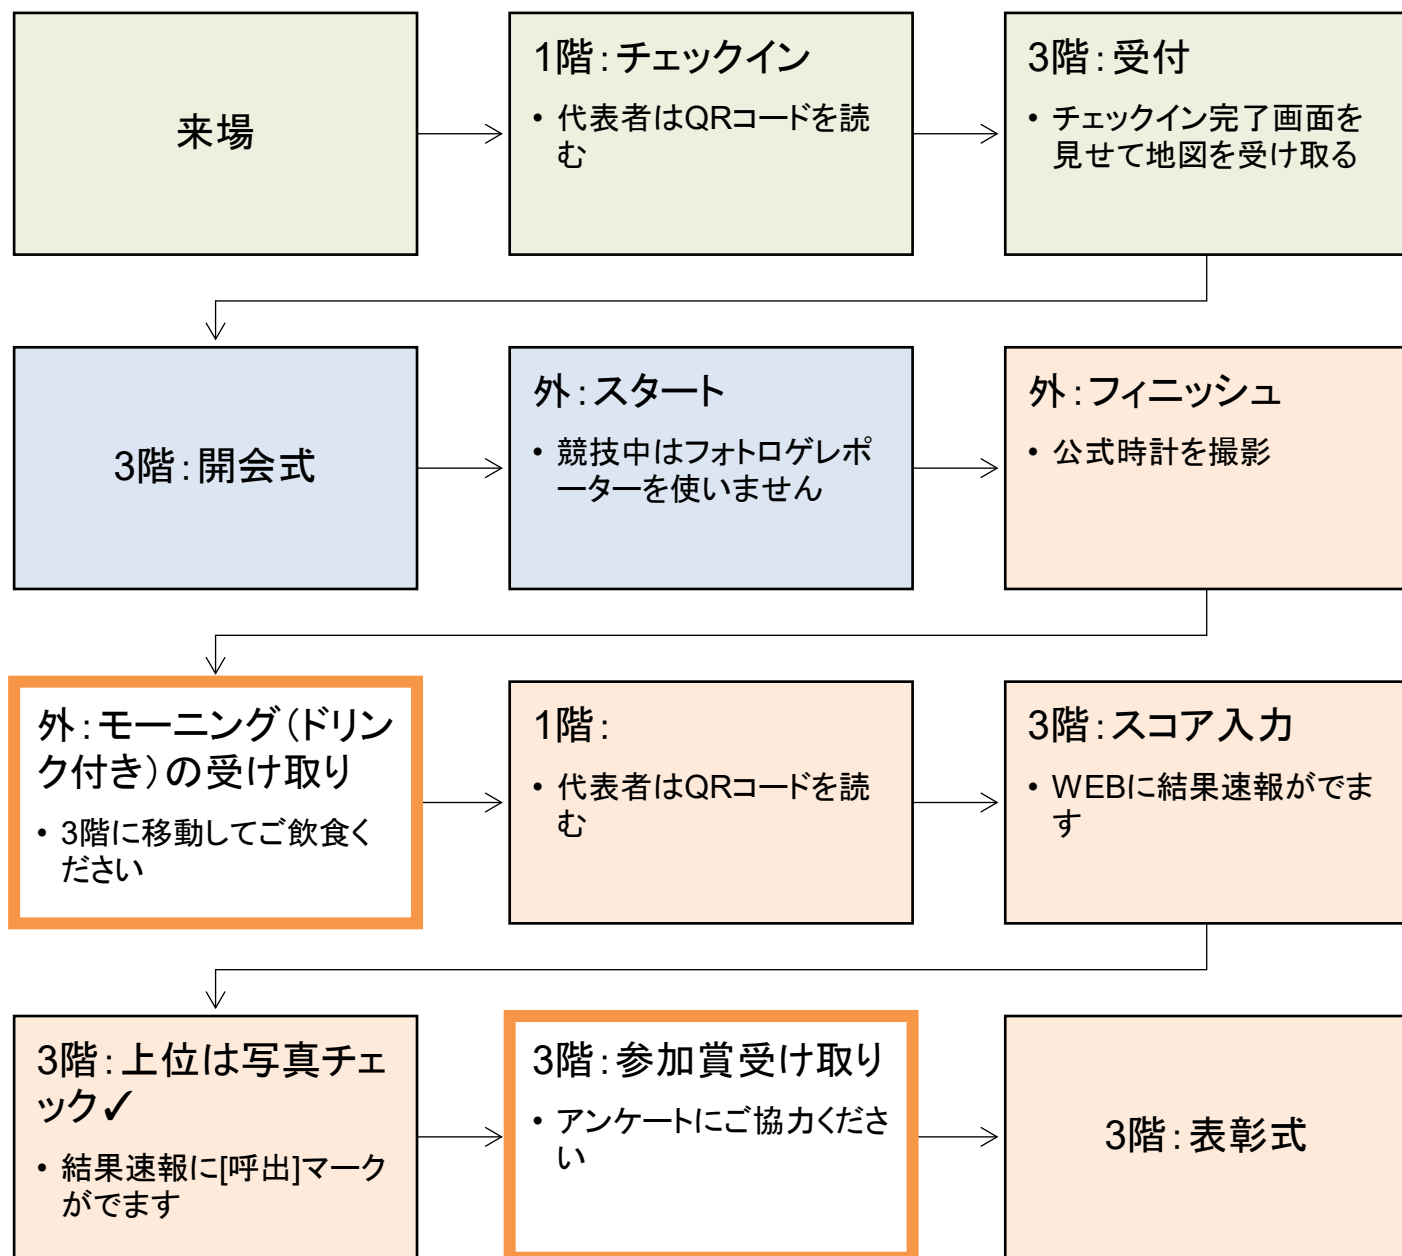 来場
1階：チェックイン
• 代表者はQRコードを読
む
3階：受付
• チェックイン完了画面を
見せて地図を受け取る
3階：開会式
外：スタート
• 競技中はフォトロゲレポ
ーターを使いません
外：フィニッシュ
• 公式時計を撮影
外：モーニング（ドリン
ク付き）の受け取り
• 3階に移動してご飲食く
ださい
1階：
• 代表者はQRコードを読
む
3階：スコア入力
• WEBに結果速報がでま
す
3階：上位は写真チェ
ック✓
• 結果速報に[呼出]マーク
がでます
3階：参加賞受け取り
• アンケートにご協力くださ
い
3階：表彰式